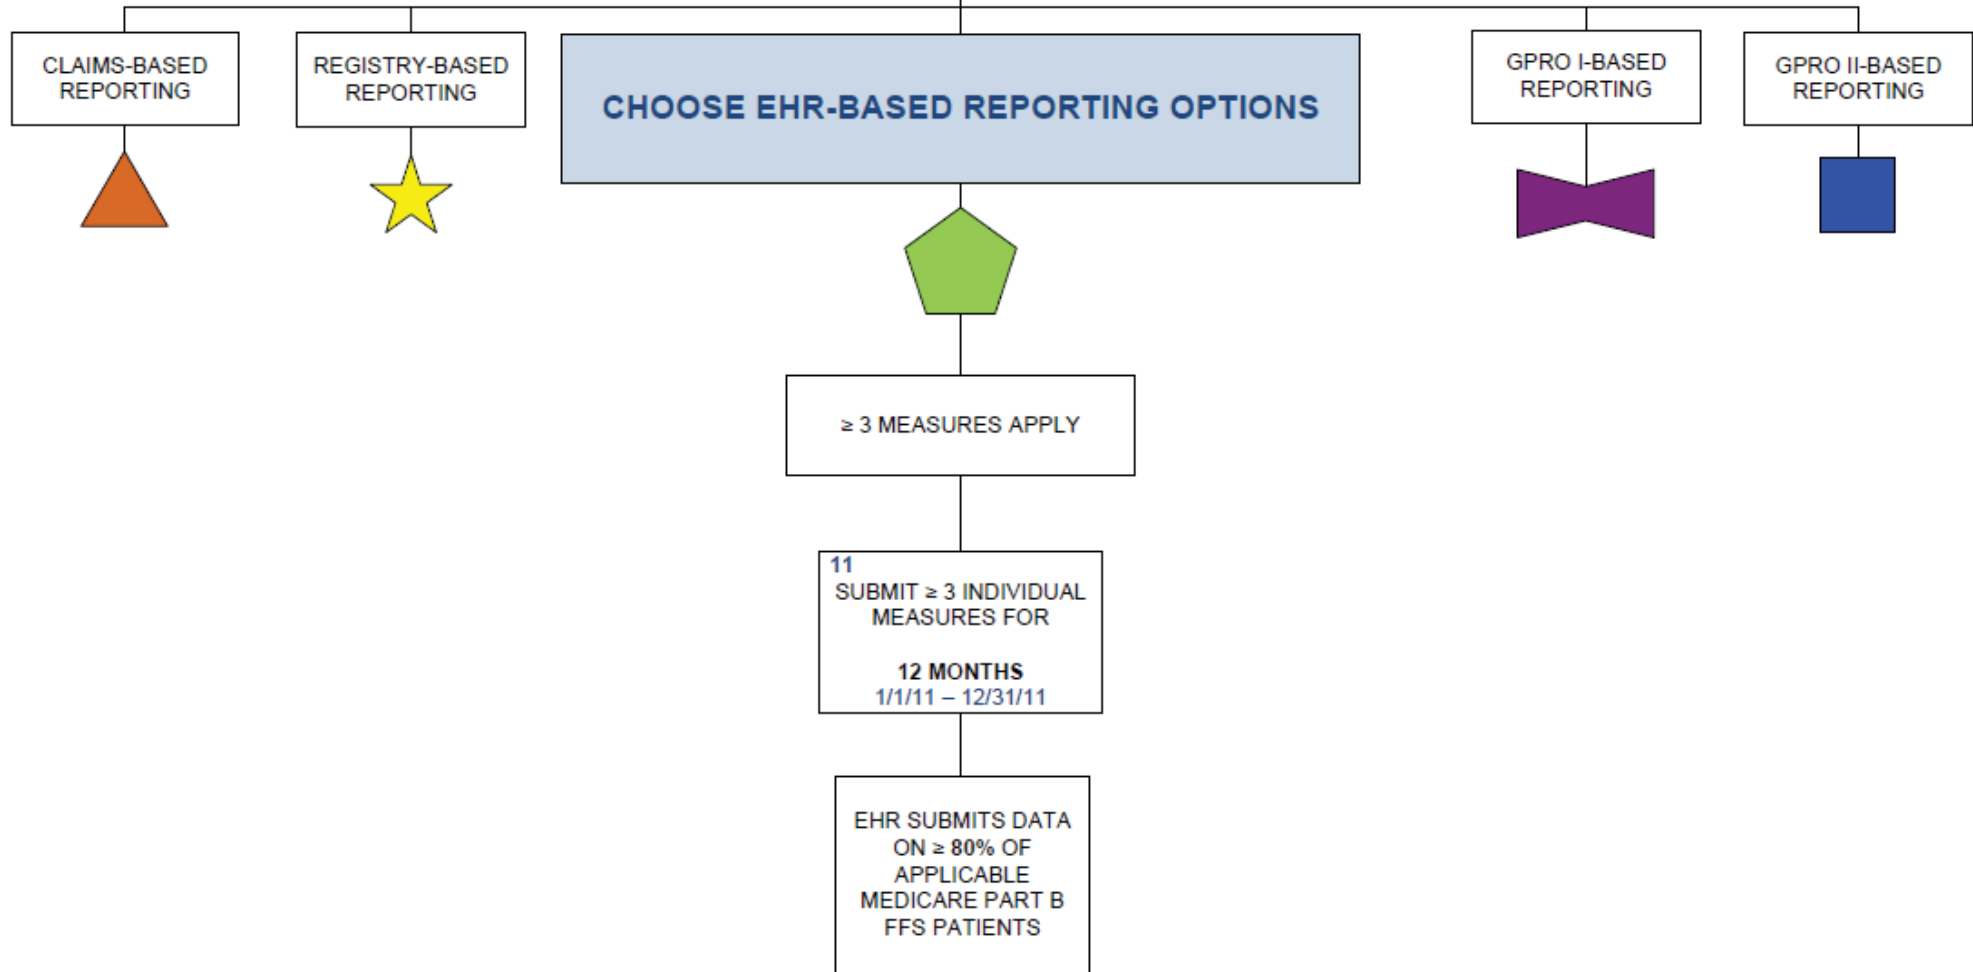 CLAIMS-BASED
REPORTING
REGISTRY-BASED
REPORTING
CHOOSE EHR-BASED REPORTING OPTIONS
GPRO I-BASED
REPORTING
GPRO II-BASED
REPORTING
≥ 3 MEASURES APPLY
11
SUBMIT ≥ 3 INDIVIDUAL
MEASURES FOR
12 MONTHS
1/1/11 – 12/31/11
EHR SUBMITS DATA
ON ≥ 80% OF
APPLICABLE
MEDICARE PART B
FFS PATIENTS